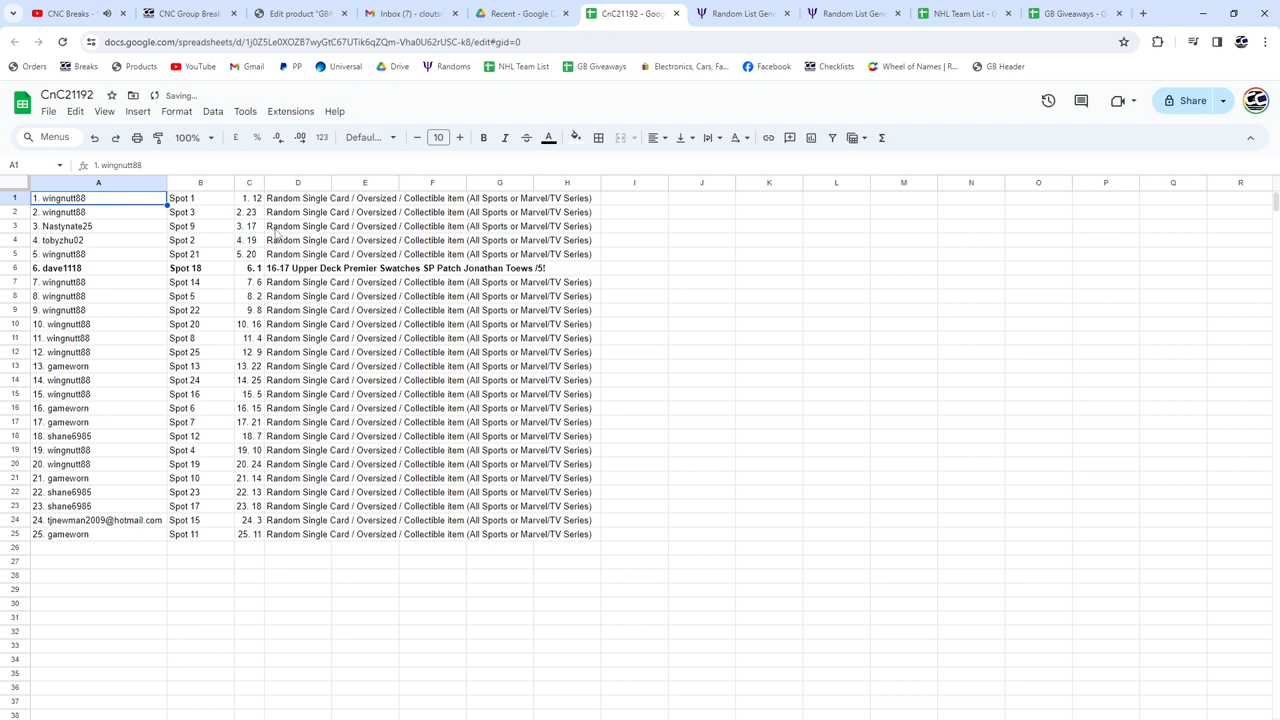 CNC Breaks
CNC Group Break
Edit product "GBA
Inbox (7) - clouts
Recent - Google D
CnC21192 - Goog
Random List Gene
Random List Gene
NHL Team List - G
GB Giveaways - G
docs.google.com/spreadsheets/d/1j0Z5Le0XOZB7wyGtC67UTik6qZQm-Vha0U62rUSC-k8/edit#gid=0
Orders
Breaks
Products
YouTube
Gmail
PP
Universal
Drive
Randoms
NHL Team List
GB Giveaways
Electronics, Cars, Fa...
Facebook
Checklists
Wheel of Names | R...
GB Header
CnC21192
Saving...
File Edit View Insert Format Data Tools Extensions Help
Share
Menus 100% £ % .0 .00 123 Defaul... 10 B I A
A1 fx 1. wingnutt88
A B C D E F G H I J K L M N O P Q R
1 1. wingnutt88 Spot 1 1. 12 Random Single Card / Oversized / Collectible item (All Sports or Marvel/TV Series)
2 2. wingnutt88 Spot 3 2. 23 Random Single Card / Oversized / Collectible item (All Sports or Marvel/TV Series)
3 3. Nastynate25 Spot 9 3. 17 Random Single Card / Oversized / Collectible item (All Sports or Marvel/TV Series)
4 4. tobyzhu02 Spot 2 4. 19 Random Single Card / Oversized / Collectible item (All Sports or Marvel/TV Series)
5 5. wingnutt88 Spot 21 5. 20 Random Single Card / Oversized / Collectible item (All Sports or Marvel/TV Series)
6 6. dave1118 Spot 18 6. 1 16-17 Upper Deck Premier Swatches SP Patch Jonathan Toews /5!
7 7. wingnutt88 Spot 14 7. 6 Random Single Card / Oversized / Collectible item (All Sports or Marvel/TV Series)
8 8. wingnutt88 Spot 5 8. 2 Random Single Card / Oversized / Collectible item (All Sports or Marvel/TV Series)
9 9. wingnutt88 Spot 22 9. 8 Random Single Card / Oversized / Collectible item (All Sports or Marvel/TV Series)
10 10. wingnutt88 Spot 20 10. 16 Random Single Card / Oversized / Collectible item (All Sports or Marvel/TV Series)
11 11. wingnutt88 Spot 8 11. 4 Random Single Card / Oversized / Collectible item (All Sports or Marvel/TV Series)
12 12. wingnutt88 Spot 25 12. 9 Random Single Card / Oversized / Collectible item (All Sports or Marvel/TV Series)
13 13. gameworn Spot 13 13. 22 Random Single Card / Oversized / Collectible item (All Sports or Marvel/TV Series)
14 14. wingnutt88 Spot 24 14. 25 Random Single Card / Oversized / Collectible item (All Sports or Marvel/TV Series)
15 15. wingnutt88 Spot 16 15. 5 Random Single Card / Oversized / Collectible item (All Sports or Marvel/TV Series)
16 16. gameworn Spot 6 16. 15 Random Single Card / Oversized / Collectible item (All Sports or Marvel/TV Series)
17 17. gameworn Spot 7 17. 21 Random Single Card / Oversized / Collectible item (All Sports or Marvel/TV Series)
18 18. shane6985 Spot 12 18. 7 Random Single Card / Oversized / Collectible item (All Sports or Marvel/TV Series)
19 19. wingnutt88 Spot 4 19. 10 Random Single Card / Oversized / Collectible item (All Sports or Marvel/TV Series)
20 20. wingnutt88 Spot 19 20. 24 Random Single Card / Oversized / Collectible item (All Sports or Marvel/TV Series)
21 21. gameworn Spot 10 21. 14 Random Single Card / Oversized / Collectible item (All Sports or Marvel/TV Series)
22 22. shane6985 Spot 23 22. 13 Random Single Card / Oversized / Collectible item (All Sports or Marvel/TV Series)
23 23. shane6985 Spot 17 23. 18 Random Single Card / Oversized / Collectible item (All Sports or Marvel/TV Series)
24 24. tjnewman2009@hotmail.com Spot 15 24. 3 Random Single Card / Oversized / Collectible item (All Sports or Marvel/TV Series)
25 25. gameworn Spot 11 25. 11 Random Single Card / Oversized / Collectible item (All Sports or Marvel/TV Series)
26
27
28
29
30
31
32
33
34
35
36
37
38